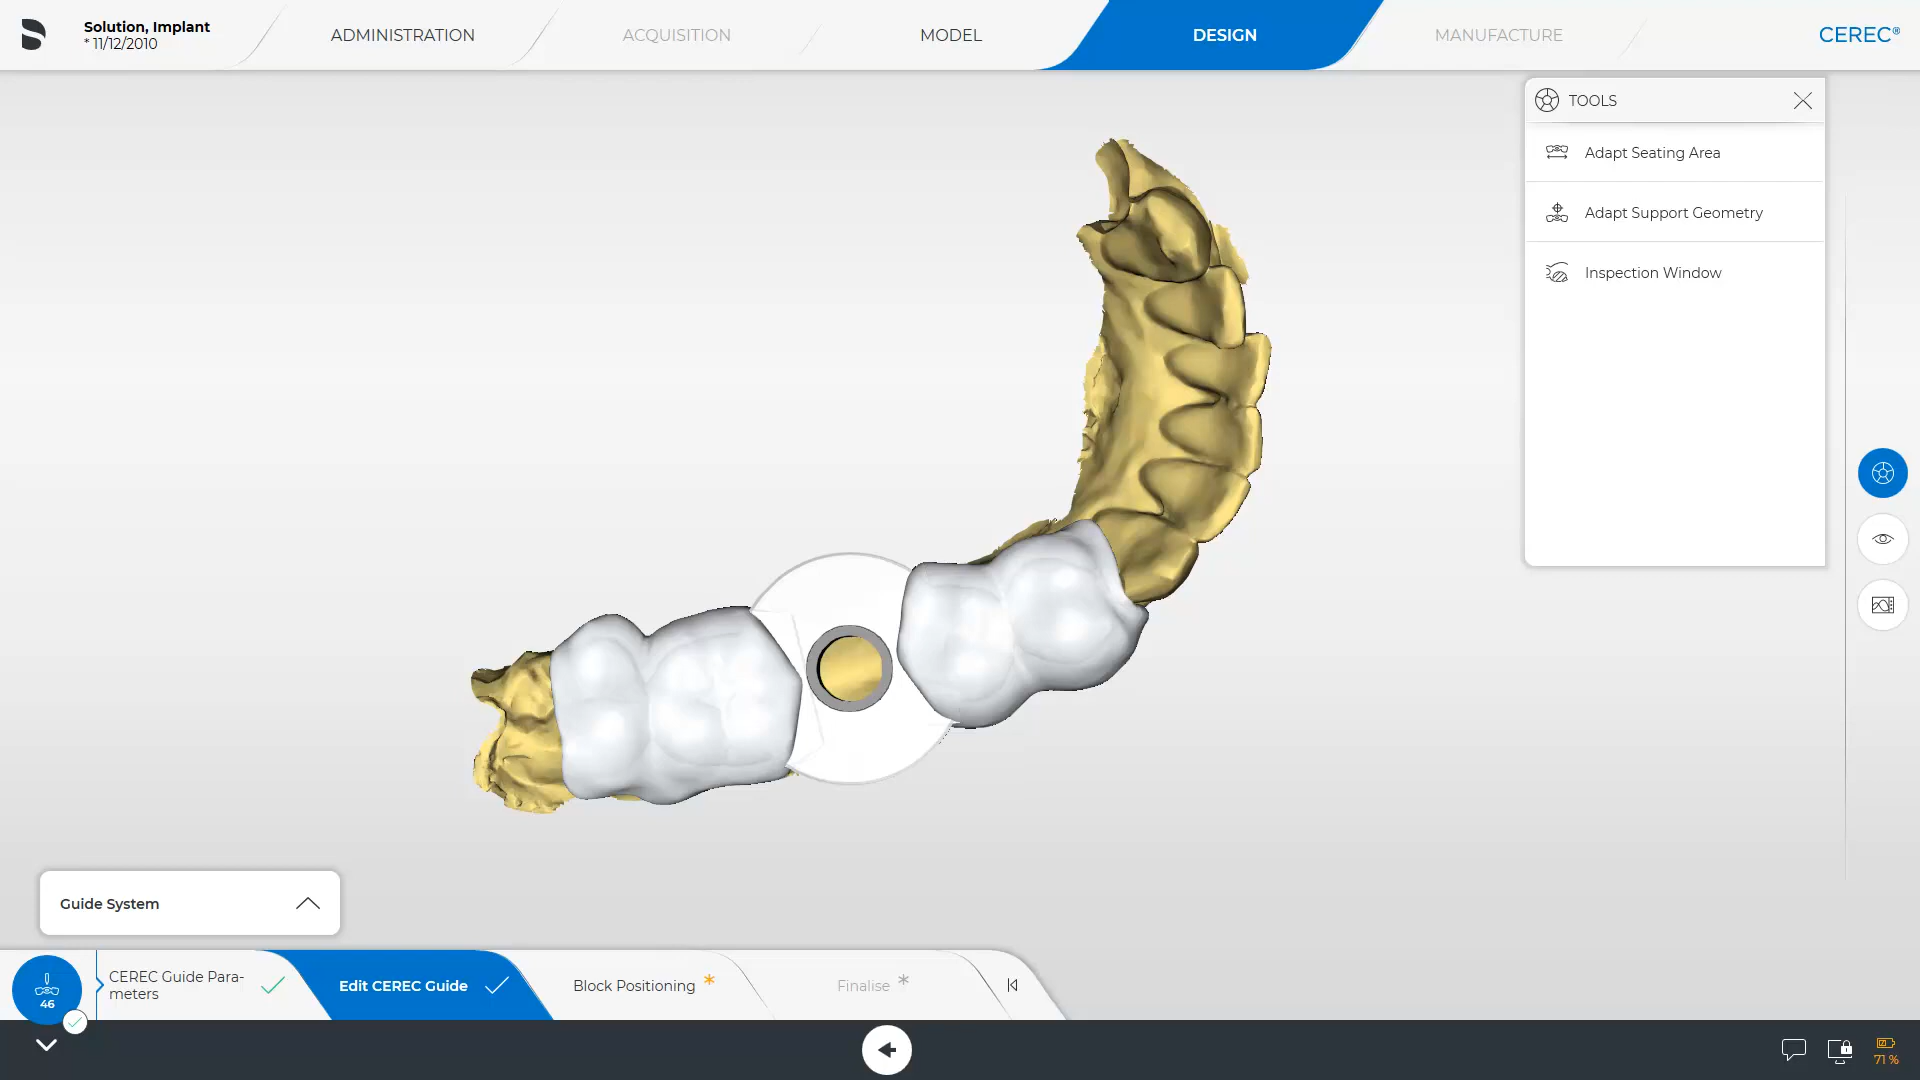 Solution, Implant
* 11/12/2010
ADMINISTRATION
ACQUISITION
MODEL
DESIGN
MANUFACTURE
CEREC®
TOOLS
Adapt Seating Area
Adapt Support Geometry
Inspection Window
Guide System
46
CEREC Guide Para-
meters
Edit CEREC Guide
Block Positioning *
Finalise *
71 %